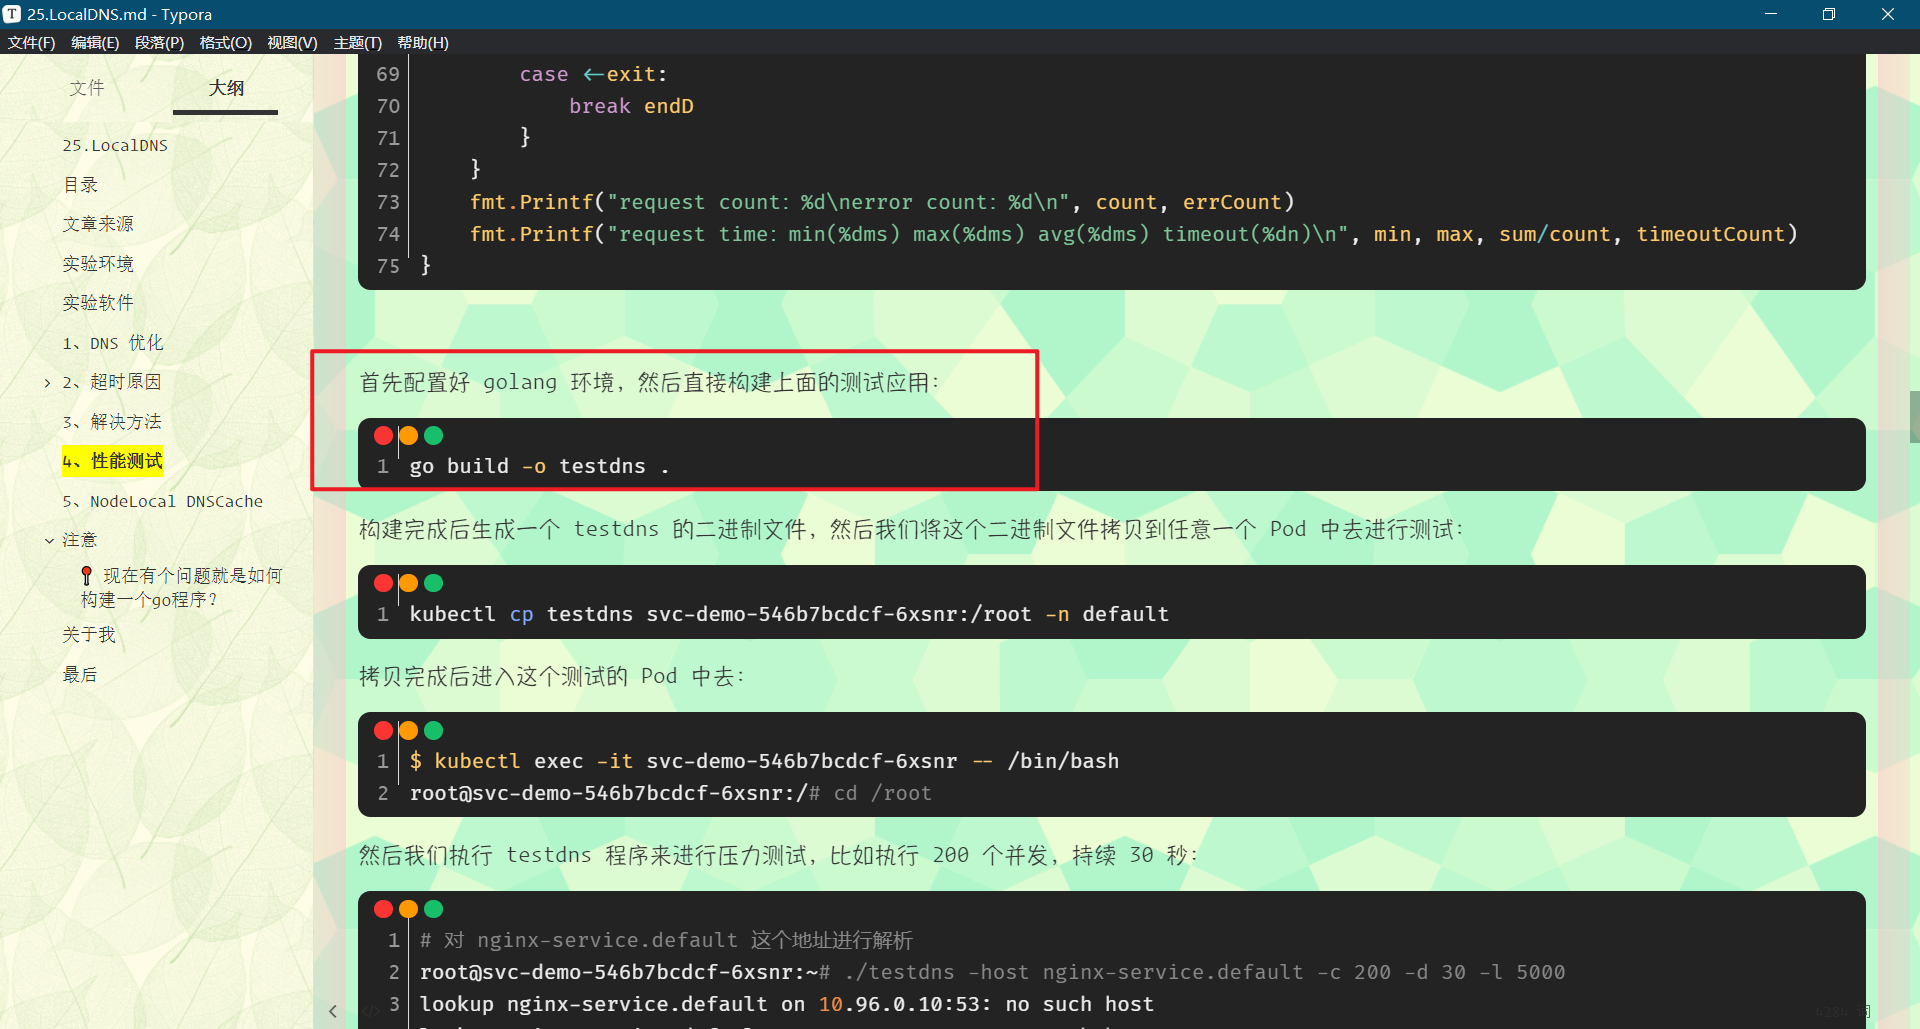 25.LocalDNS.md - Typora
文件(F) 编辑(E) 段落(P) 格式(O) 视图(V) 主题(T) 帮助(H)
文件 大纲
25.LocalDNS
目录
文章来源
实验环境
实验软件
1、DNS 优化
2、超时原因
3、解决方法
4、性能测试
5、NodeLocal DNSCache
注意
现在有个问题就是如何
构建一个go程序？
关于我
最后
69 case <-exit:
70 break endD
71 }
72 }
73 fmt.Printf("request count: %d\nerror count: %d\n", count, errCount)
74 fmt.Printf("request time: min(%dms) max(%dms) avg(%dms) timeout(%dn)\n", min, max, sum/count, timeoutCount)
75 }
首先配置好 golang 环境，然后直接构建上面的测试应用：
1 go build -o testdns .
构建完成后生成一个 testdns 的二进制文件，然后我们将这个二进制文件拷贝到任意一个 Pod 中去进行测试：
1 kubectl cp testdns svc-demo-546b7bcdcf-6xsnr:/root -n default
拷贝完成后进入这个测试的 Pod 中去：
1 $ kubectl exec -it svc-demo-546b7bcdcf-6xsnr -- /bin/bash
2 root@svc-demo-546b7bcdcf-6xsnr:/# cd /root
然后我们执行 testdns 程序来进行压力测试，比如执行 200 个并发，持续 30 秒：
1 # 对 nginx-service.default 这个地址进行解析
2 root@svc-demo-546b7bcdcf-6xsnr:~# ./testdns -host nginx-service.default -c 200 -d 30 -l 5000
3 lookup nginx-service.default on 10.96.0.10:53: no such host